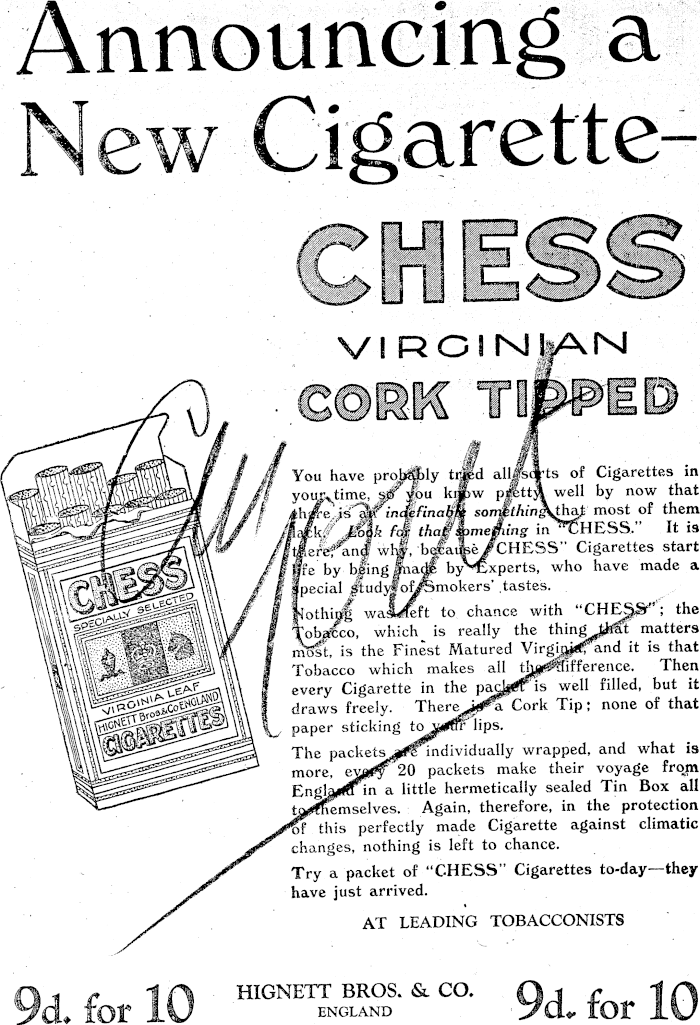 Announcing a
New Cigarette–
CHESS
VIRGINIAN
CORK TIPPED
CHESS
SPECIALLY SELECTED
VIRGINIA LEAF
HIGNETT Bros & Co ENGLAND
CIGARETTES
You have probably tried all sorts of Cigarettes in
your time, so you know pretty well by now that
there is an indefinable something that most of them
lack. Look for that something in "CHESS." It is
there, and why, because "CHESS" Cigarettes start
life by being made by Experts, who have made a
special study of Smokers' tastes.
Nothing was left to chance with "CHESS"; the
Tobacco, which is really the thing that matters
most, is the Finest Matured Virginia, and it is that
Tobacco which makes all the difference. Then
every Cigarette in the packet is well filled, but it
draws freely. There is a Cork Tip; none of that
paper sticking to your lips.
The packets are individually wrapped, and what is
more, every 20 packets make their voyage from
England in a little hermetically sealed Tin Box all
to themselves. Again, therefore, in the protection
of this perfectly made Cigarette against climatic
changes, nothing is left to chance.
Try a packet of "CHESS" Cigarettes to-day—they
have just arrived.
AT LEADING TOBACCONISTS
9d. for 10
HIGNETT BROS. & CO.
ENGLAND
9d. for 10